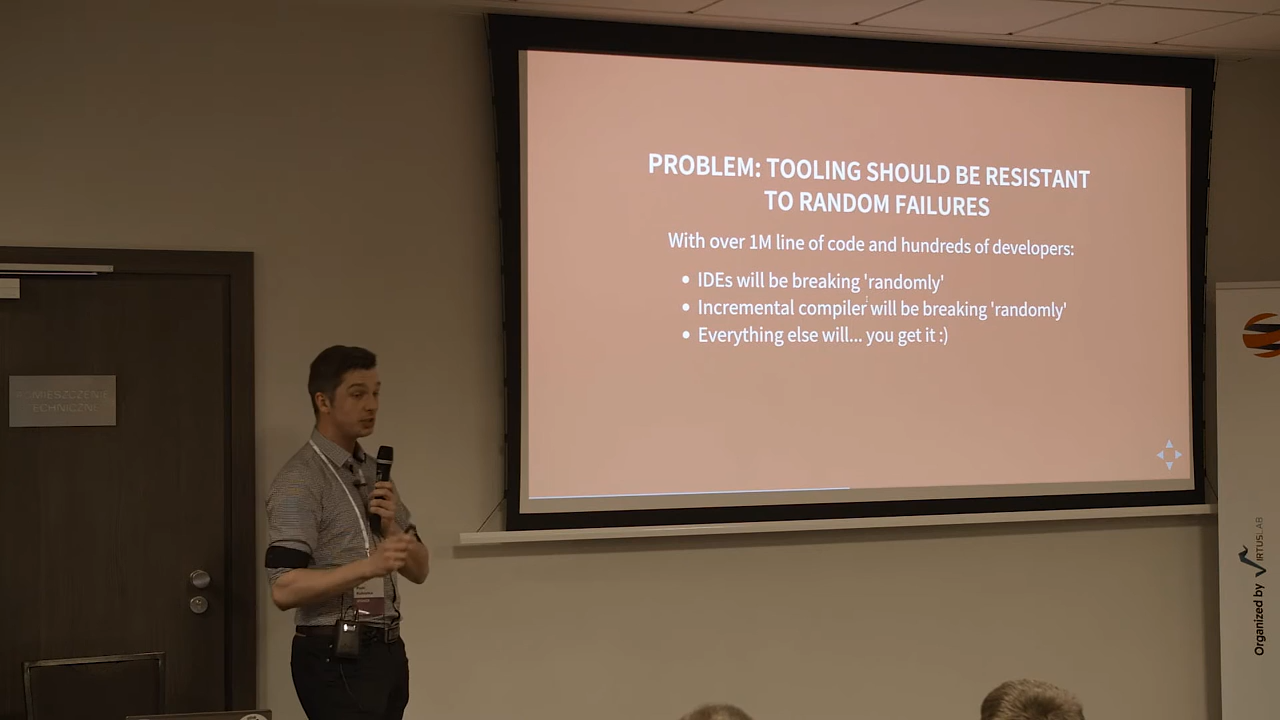 PROBLEM: TOOLING SHOULD BE RESISTANT
TO RANDOM FAILURES
With over 1M line of code and hundreds of developers:
• IDEs will be breaking 'randomly'
• Incremental compiler will be breaking 'randomly'
• Everything else will... you get it :)
POMIESZCZENIE
TECHNICZNE
Organized by VIRTUSLAB